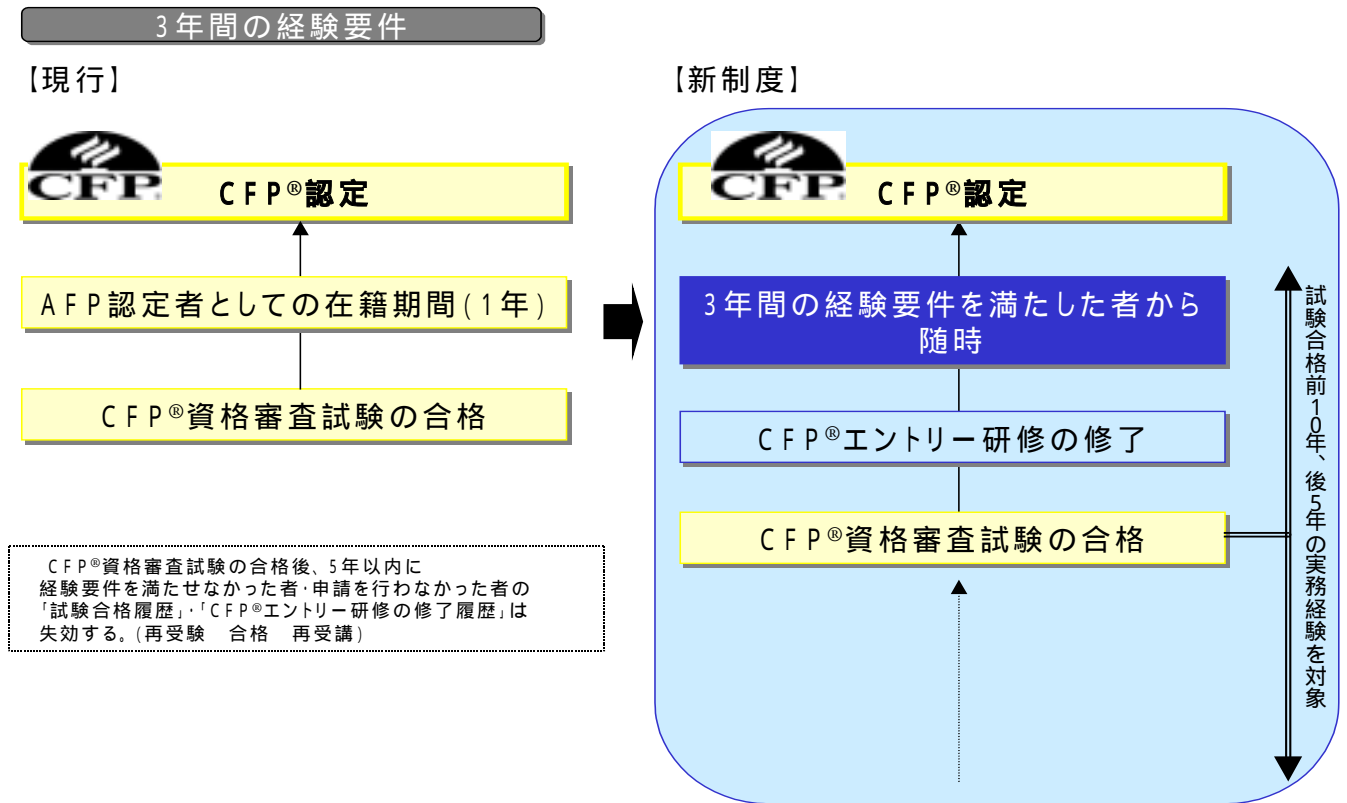 3年間の経験要件
【現行】
CFP
CFP®認定
AFP認定者としての在籍期間(1年)
CFP®資格審査試験の合格
CFP®資格審査試験の合格後、5年以内に
経験要件を満たせなかった者・申請を行わなかった者の
「試験合格履歴」・「CFP®エントリー研修の修了履歴」は
失効する。(再受験　合格　再受講)
【新制度】
CFP
CFP®認定
3年間の経験要件を満たした者から
随時
CFP®エントリー研修の修了
CFP®資格審査試験の合格
試験合格前10年、後5年の実務経験を対象